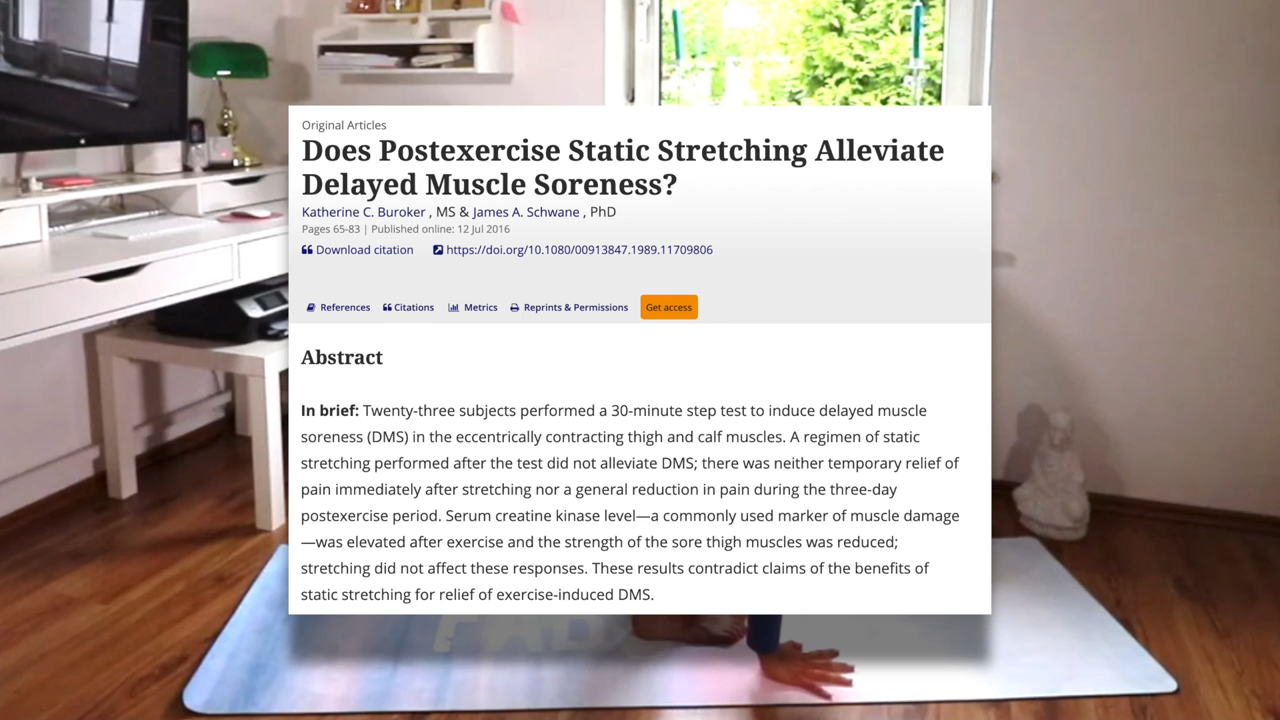 Original Articles
Does Postexercise Static Stretching Alleviate
Delayed Muscle Soreness?
Katherine C. Buroker , MS & James A. Schwane , PhD
Pages 65-83 | Published online: 12 Jul 2016
Download citation https://doi.org/10.1080/00913847.1989.11709806
References Citations Metrics Reprints & Permissions Get access
Abstract
In brief: Twenty-three subjects performed a 30-minute step test to induce delayed muscle
soreness (DMS) in the eccentrically contracting thigh and calf muscles. A regimen of static
stretching performed after the test did not alleviate DMS; there was neither temporary relief of
pain immediately after stretching nor a general reduction in pain during the three-day
postexercise period. Serum creatine kinase level—a commonly used marker of muscle damage
—was elevated after exercise and the strength of the sore thigh muscles was reduced;
stretching did not affect these responses. These results contradict claims of the benefits of
static stretching for relief of exercise-induced DMS.